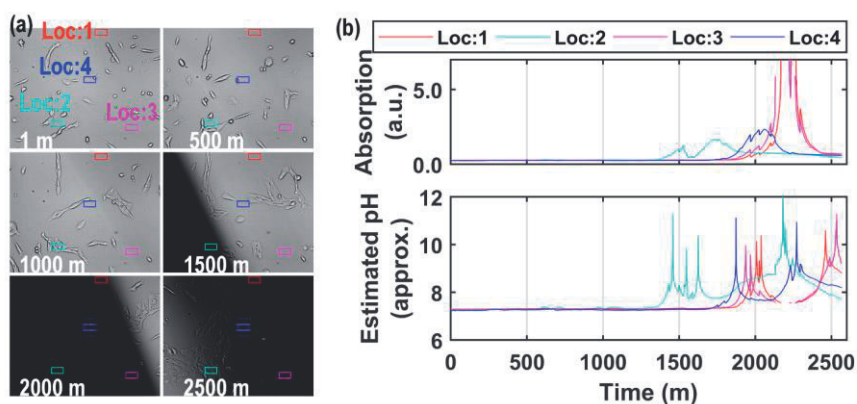 (a)
Loc:1
Loc:4
Loc:2
Loc:3
1 m
500 m
1000 m
1500 m
2000 m
2500 m
(b)
Loc:1 Loc:2 Loc:3 Loc:4
Absorption
(a.u.)
5.0
0.0
Estimated pH
(approx.)
12
10
8
6
0 500 1000 1500 2000 2500
Time (m)